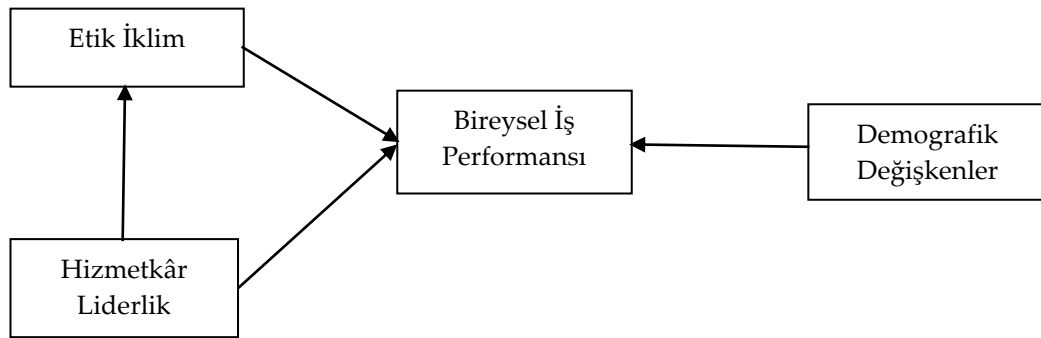 Etik İklim
Bireysel İş
Performansı
Demografik
Değişkenler
Hizmetkâr
Liderlik